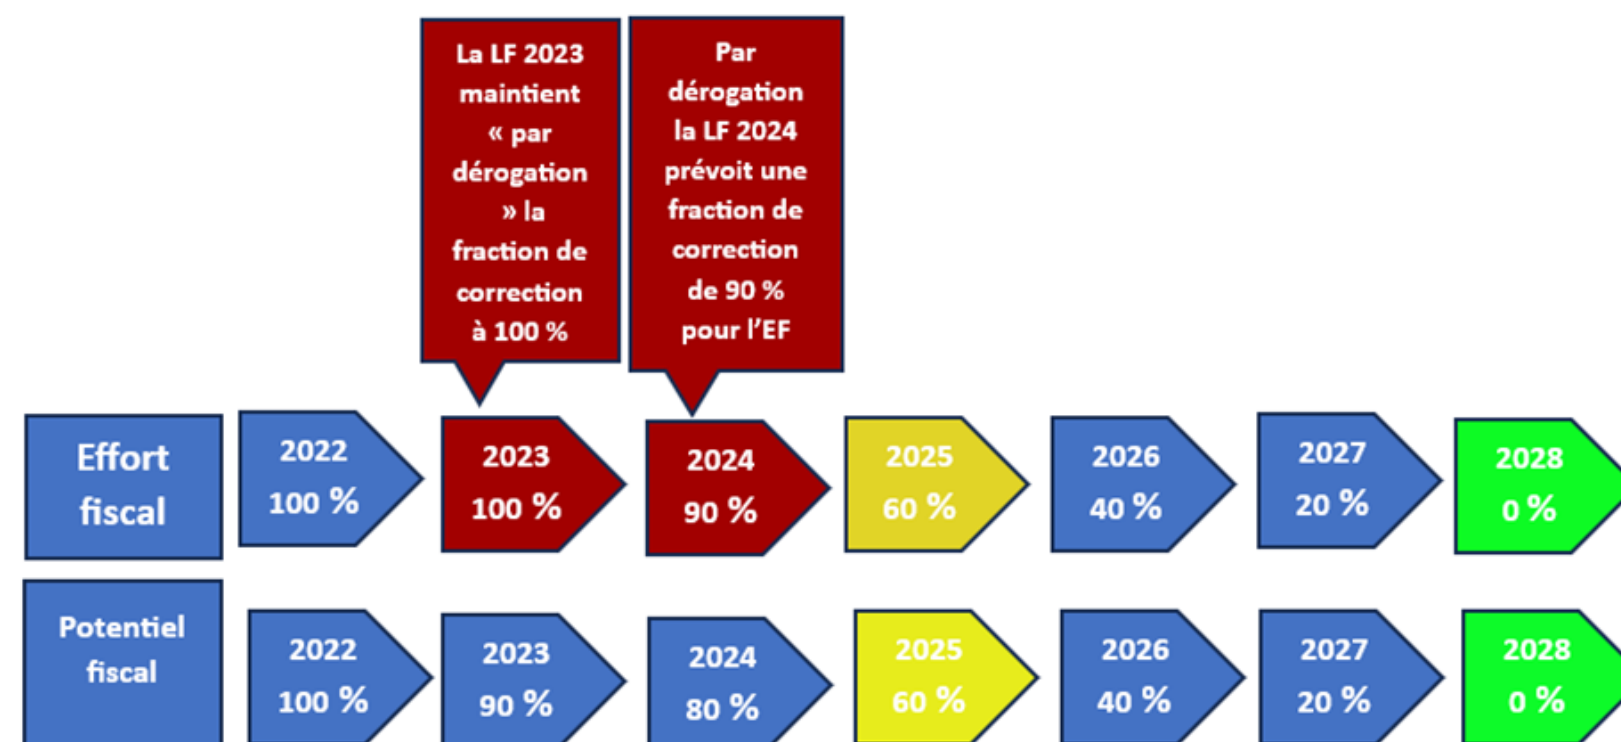 La LF 2023
maintient
« par
dérogation
» la
fraction de
correction
à 100 %
Par
dérogation
la LF 2024
prévoit une
fraction de
correction
de 90 %
pour l’EF
Effort
fiscal
2022
100 %
2023
100 %
2024
90 %
2025
60 %
2026
40 %
2027
20 %
2028
0 %
Potentiel
fiscal
2022
100 %
2023
90 %
2024
80 %
2025
60 %
2026
40 %
2027
20 %
2028
0 %